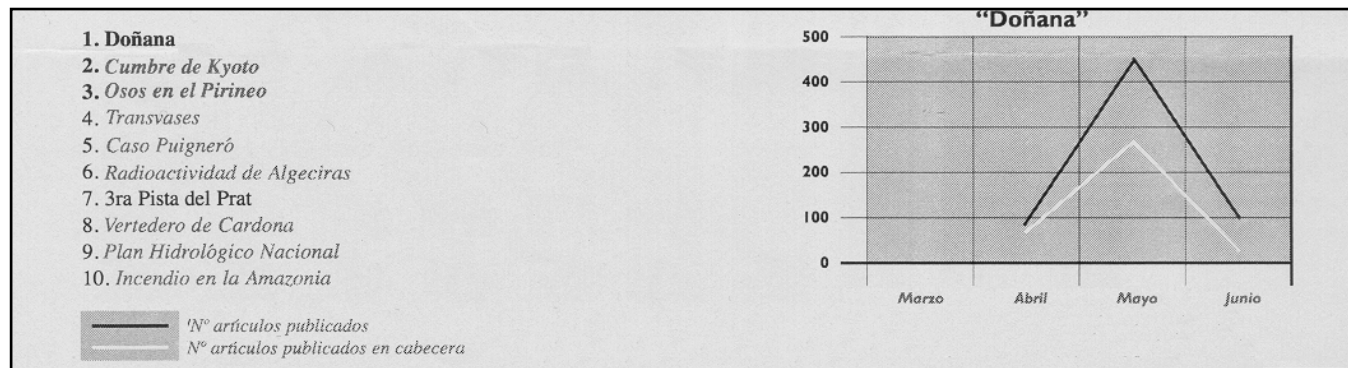 1. Doñana
2. Cumbre de Kyoto
3. Osos en el Pirineo
4. Transvases
5. Caso Puigneró
6. Radioactividad de Algeciras
7. 3ra Pista del Prat
8. Vertedero de Cardona
9. Plan Hidrológico Nacional
10. Incendio en la Amazonia
'Nº artículos publicados
Nº artículos publicados en cabecera
“Doñana”
500
400
300
200
100
0
Marzo Abril Mayo Junio